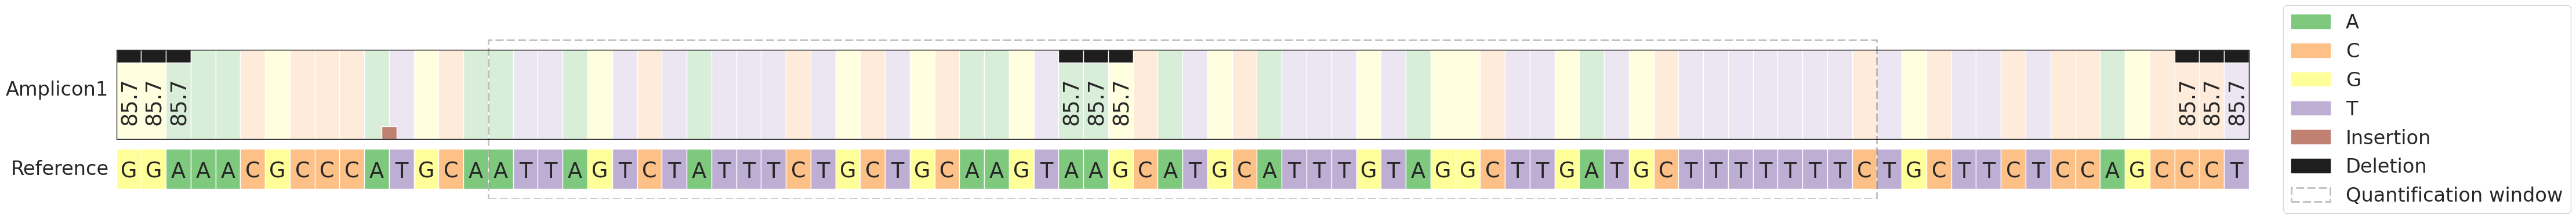 Amplicon1 85.7 85.7 85.7 85.7 85.7 85.7 85.7 85.7 85.7
Reference G G A A A C G C C C A T G C A A T T A G T C T A T T T C T G C T G C A A G T A A G C A T G C A T T T G T A G G C T T G A T G C T T T T T T T C T G C T T C T C C A G C C C T
A
C
G
T
Insertion
Deletion
Quantification window